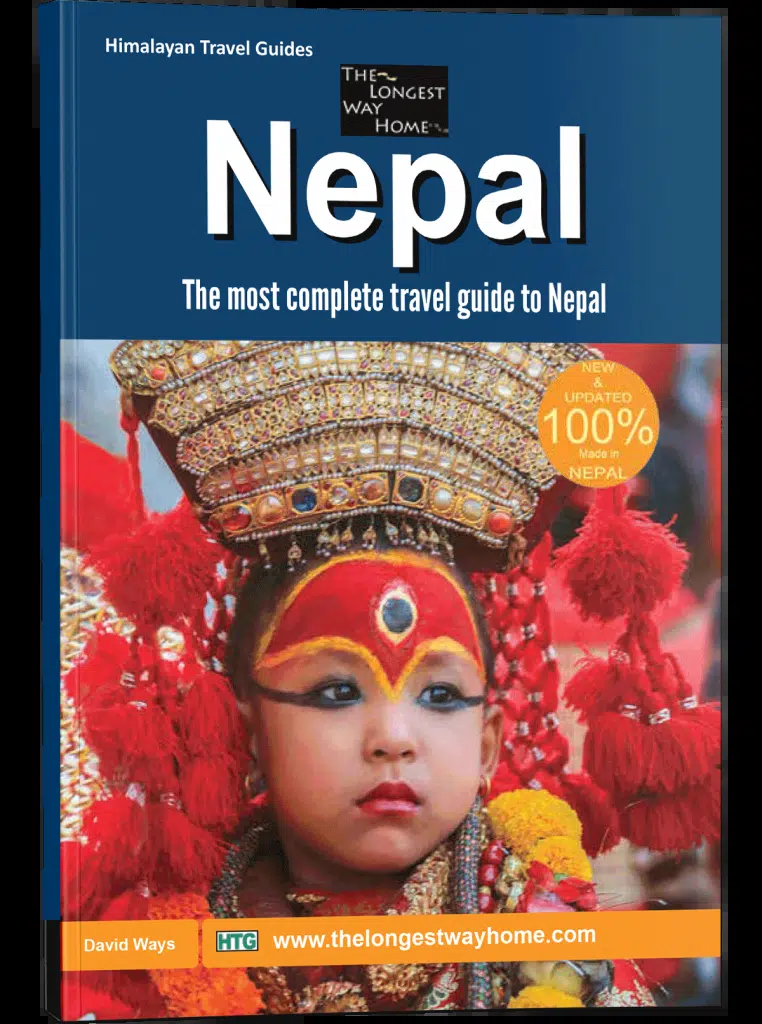 Himalayan Travel Guides
THE
LONGEST
WAY
HOME
Nepal
The most complete travel guide to Nepal
NEW
&
UPDATED
100%
Made in
NEPAL
David Ways
HTG
www.thelongestwayhome.com